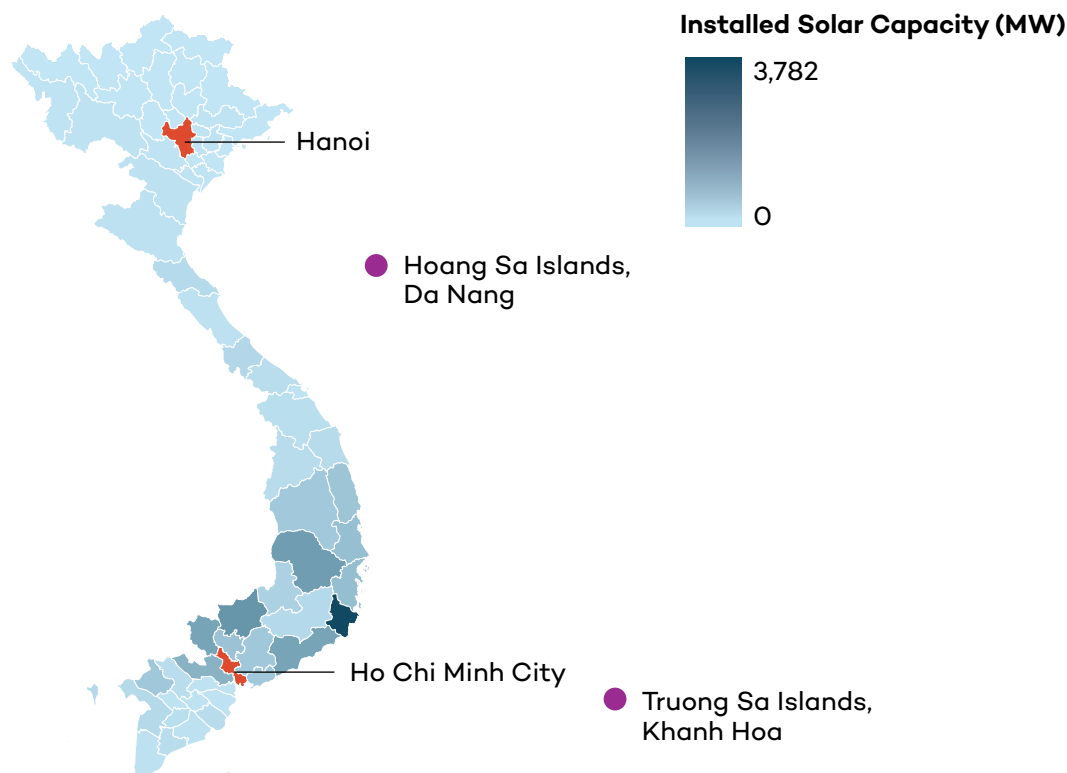 Installed Solar Capacity (MW)
3,782
0
Hanoi
Hoang Sa Islands,
Da Nang
Ho Chi Minh City
Truong Sa Islands,
Khanh Hoa